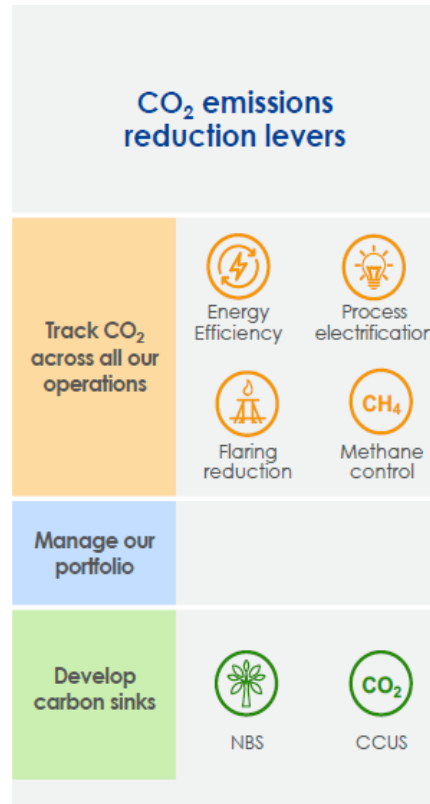 CO₂ emissions
reduction levers
Track CO₂
across all our
operations
Energy
Efficiency
Process
electrification
CH₄
Flaring
reduction
Methane
control
Manage our
portfolio
Develop
carbon sinks
CO₂
NBS
CCUS